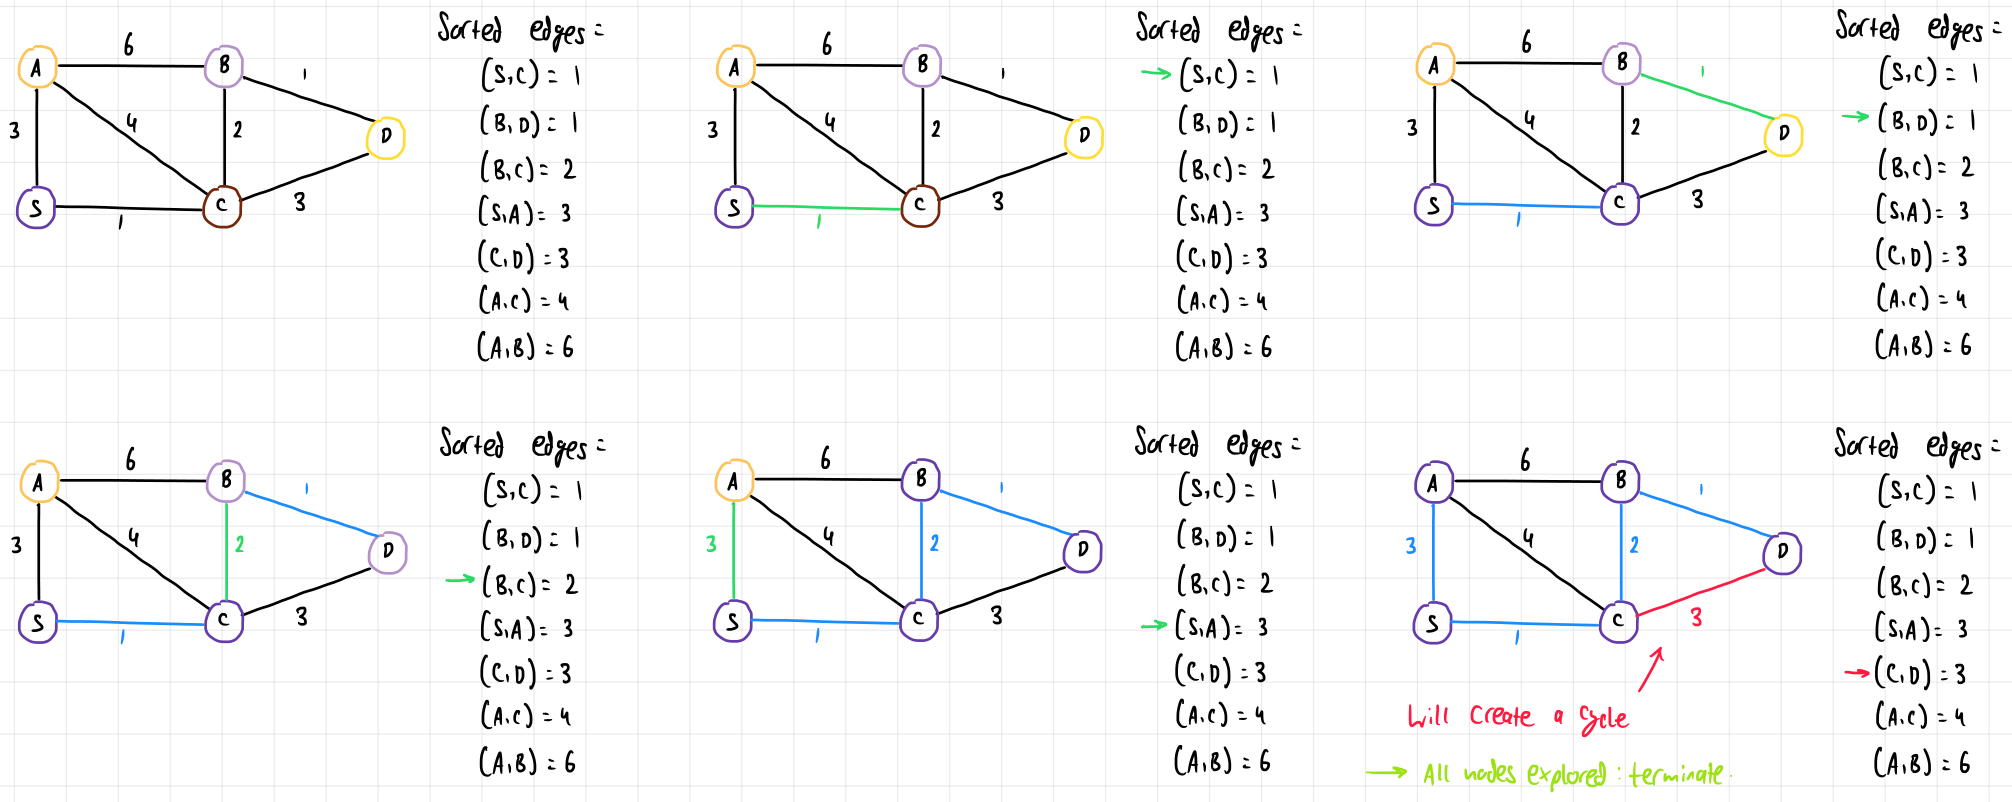 Sorted edges =
(S,C) = 1
(B,D) = 1
(B,C) = 2
(S,A) = 3
(C,D) = 3
(A,C) = 4
(A,B) = 6
A
6
B
1
3
4
2
D
S
1
C
3
Sorted edges =
(S,C) = 1
(B,D) = 1
(B,C) = 2
(S,A) = 3
(C,D) = 3
(A,C) = 4
(A,B) = 6
A
6
B
1
3
4
2
D
S
1
C
3
Sorted edges =
(S,C) = 1
(B,D) = 1
(B,C) = 2
(S,A) = 3
(C,D) = 3
(A,C) = 4
(A,B) = 6
A
6
B
1
3
4
2
D
S
1
C
3
Sorted edges =
(S,C) = 1
(B,D) = 1
(B,C) = 2
(S,A) = 3
(C,D) = 3
(A,C) = 4
(A,B) = 6
A
6
B
1
3
4
2
D
S
1
C
3
Sorted edges =
(S,C) = 1
(B,D) = 1
(B,C) = 2
(S,A) = 3
(C,D) = 3
(A,C) = 4
(A,B) = 6
A
6
B
1
3
4
2
D
S
1
C
3
Sorted edges =
(S,C) = 1
(B,D) = 1
(B,C) = 2
(S,A) = 3
(C,D) = 3
(A,C) = 4
(A,B) = 6
A
6
B
1
3
4
2
D
S
1
C
3
Will create a cycle
→ All nodes explored : terminate.